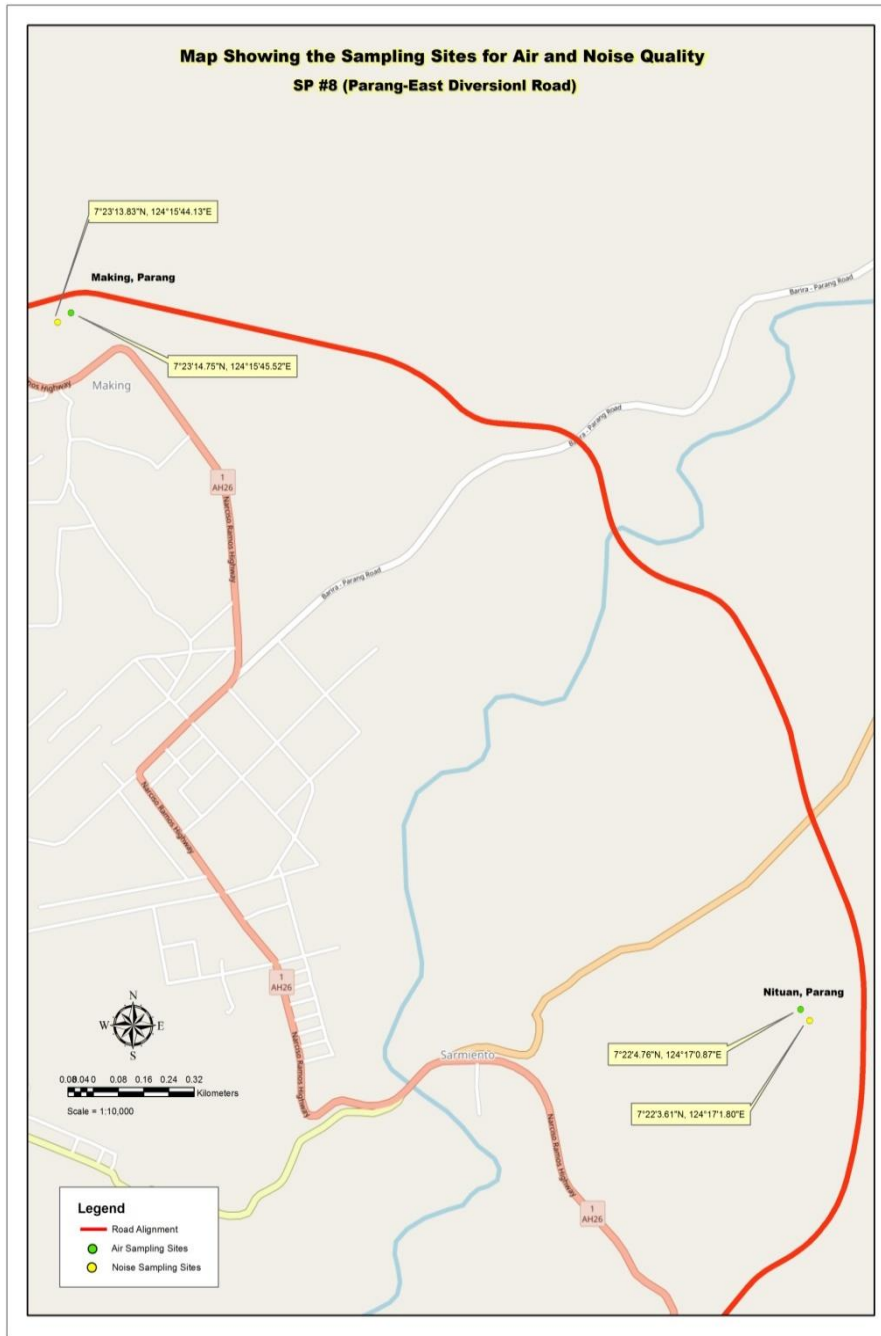 Map Showing the Sampling Sites for Air and Noise Quality
SP #8 (Parang-East Diversionl Road)
7°23'13.83"N, 124°15'44.13"E
Making, Parang
Barira - Parang Road
7°23'14.75"N, 124°15'45.52"E
Making
Barira - Parang Road
1
AH26
Narciso Ramos Highway
Barira - Parang Road
Narciso Ramos Highway
1
AH26
Nituan, Parang
N
W E
S
Sarmiento
7°22'4.76"N, 124°17'0.87"E
Narciso Ramos Highway
0.08 0.16 0.24 0.32
Kilometers
Scale = 1:10,000
7°22'3.61"N, 124°17'1.80"E
Narciso Ramos Highway
1
AH26
Legend
Road Alignment
Air Sampling Sites
Noise Sampling Sites